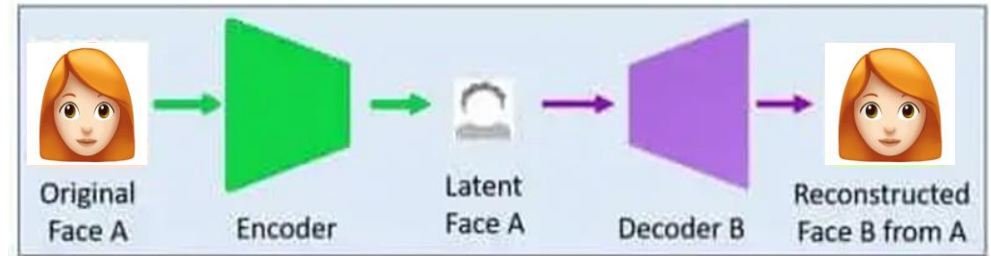 Original
Face A
Encoder
Latent
Face A
Decoder B
Reconstructed
Face B from A